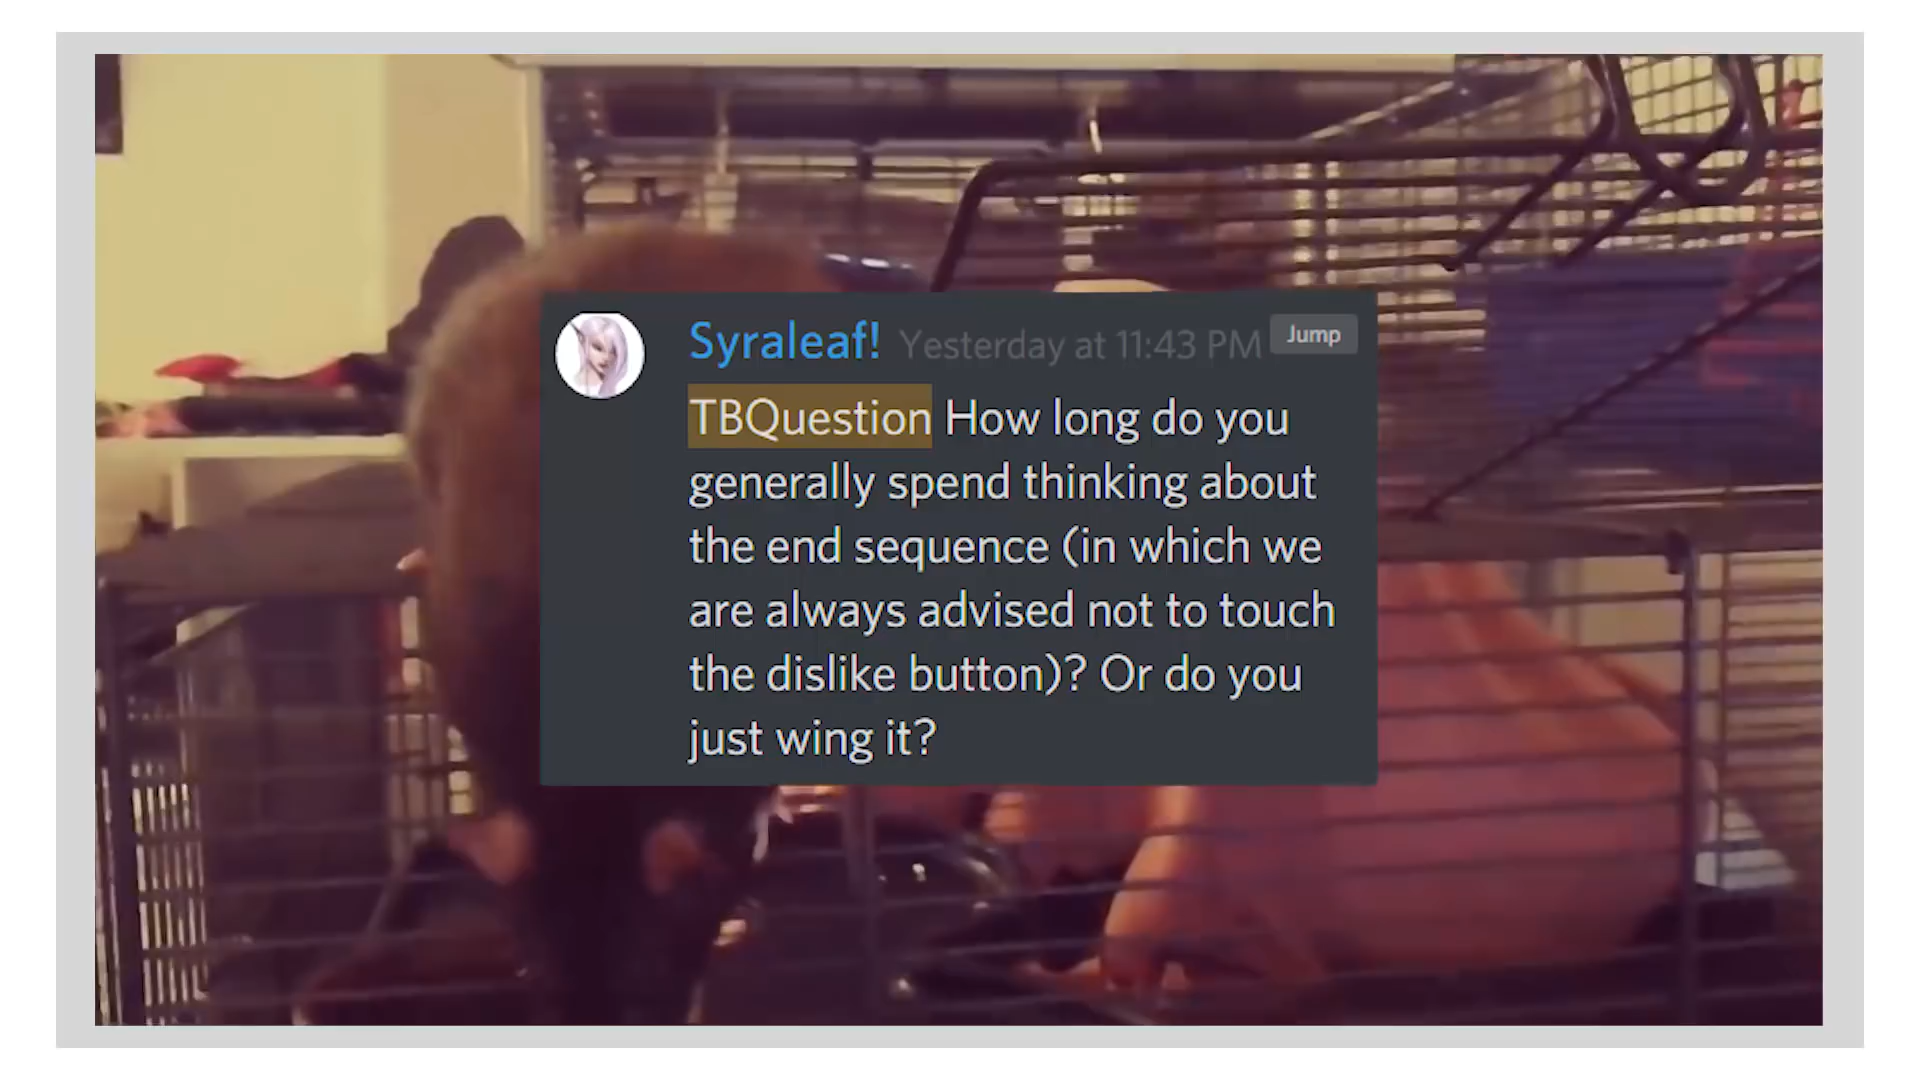 Syraleaf! Yesterday at 11:43 PM Jump
TBQuestion How long do you
generally spend thinking about
the end sequence (in which we
are always advised not to touch
the dislike button)? Or do you
just wing it?